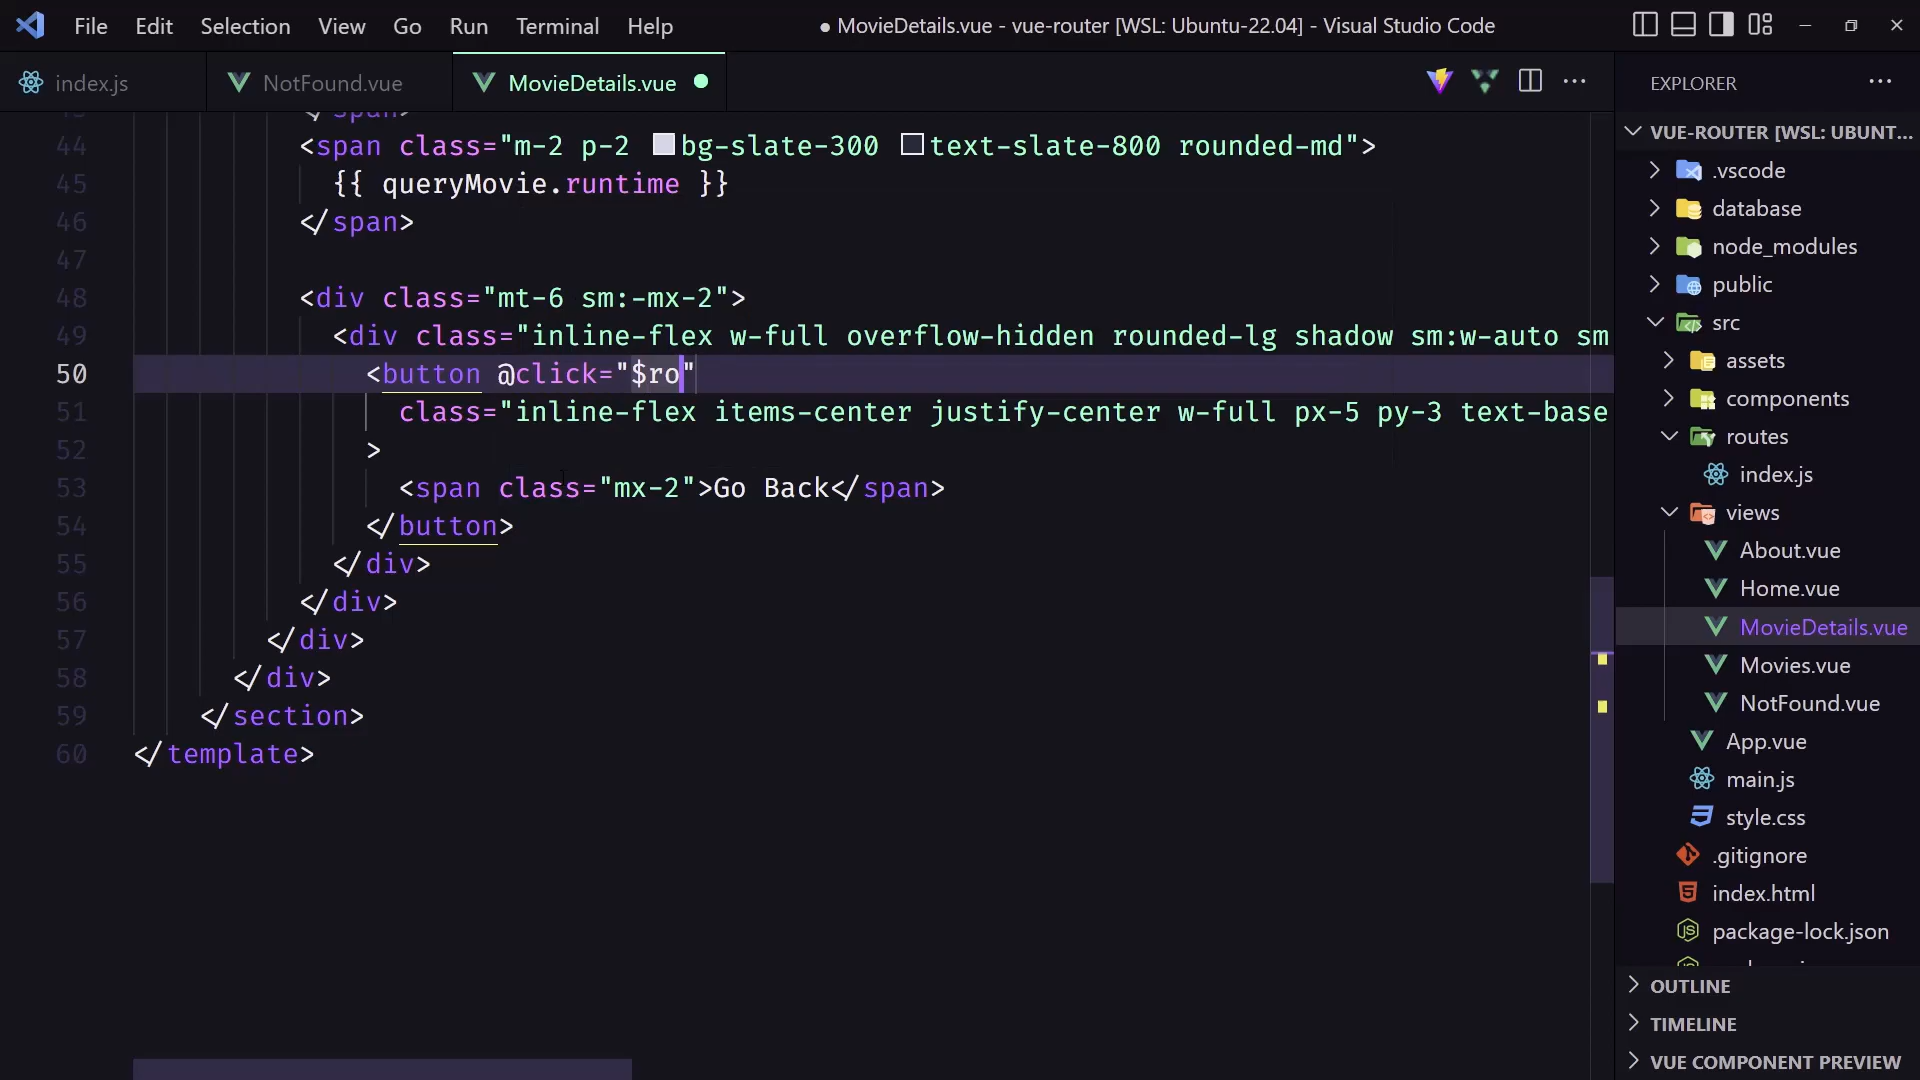 File Edit Selection View Go Run Terminal Help
● MovieDetails.vue - vue-router [WSL: Ubuntu-22.04] - Visual Studio Code
index.js
NotFound.vue
MovieDetails.vue
44 <span class="m-2 p-2 bg-slate-300 text-slate-800 rounded-md">
45 {{ queryMovie.runtime }}
46 </span>
47
48 <div class="mt-6 sm:-mx-2">
49 <div class="inline-flex w-full overflow-hidden rounded-lg shadow sm:w-auto sm
50 <button @click="$ro"
51 class="inline-flex items-center justify-center w-full px-5 py-3 text-base
52 >
53 <span class="mx-2">Go Back</span>
54 </button>
55 </div>
56 </div>
57 </div>
58 </div>
59 </section>
60 </template>
EXPLORER
VUE-ROUTER [WSL: UBUNT...
.vscode
database
node_modules
public
src
assets
components
routes
index.js
views
About.vue
Home.vue
MovieDetails.vue
Movies.vue
NotFound.vue
App.vue
main.js
style.css
.gitignore
index.html
package-lock.json
OUTLINE
TIMELINE
VUE COMPONENT PREVIEW